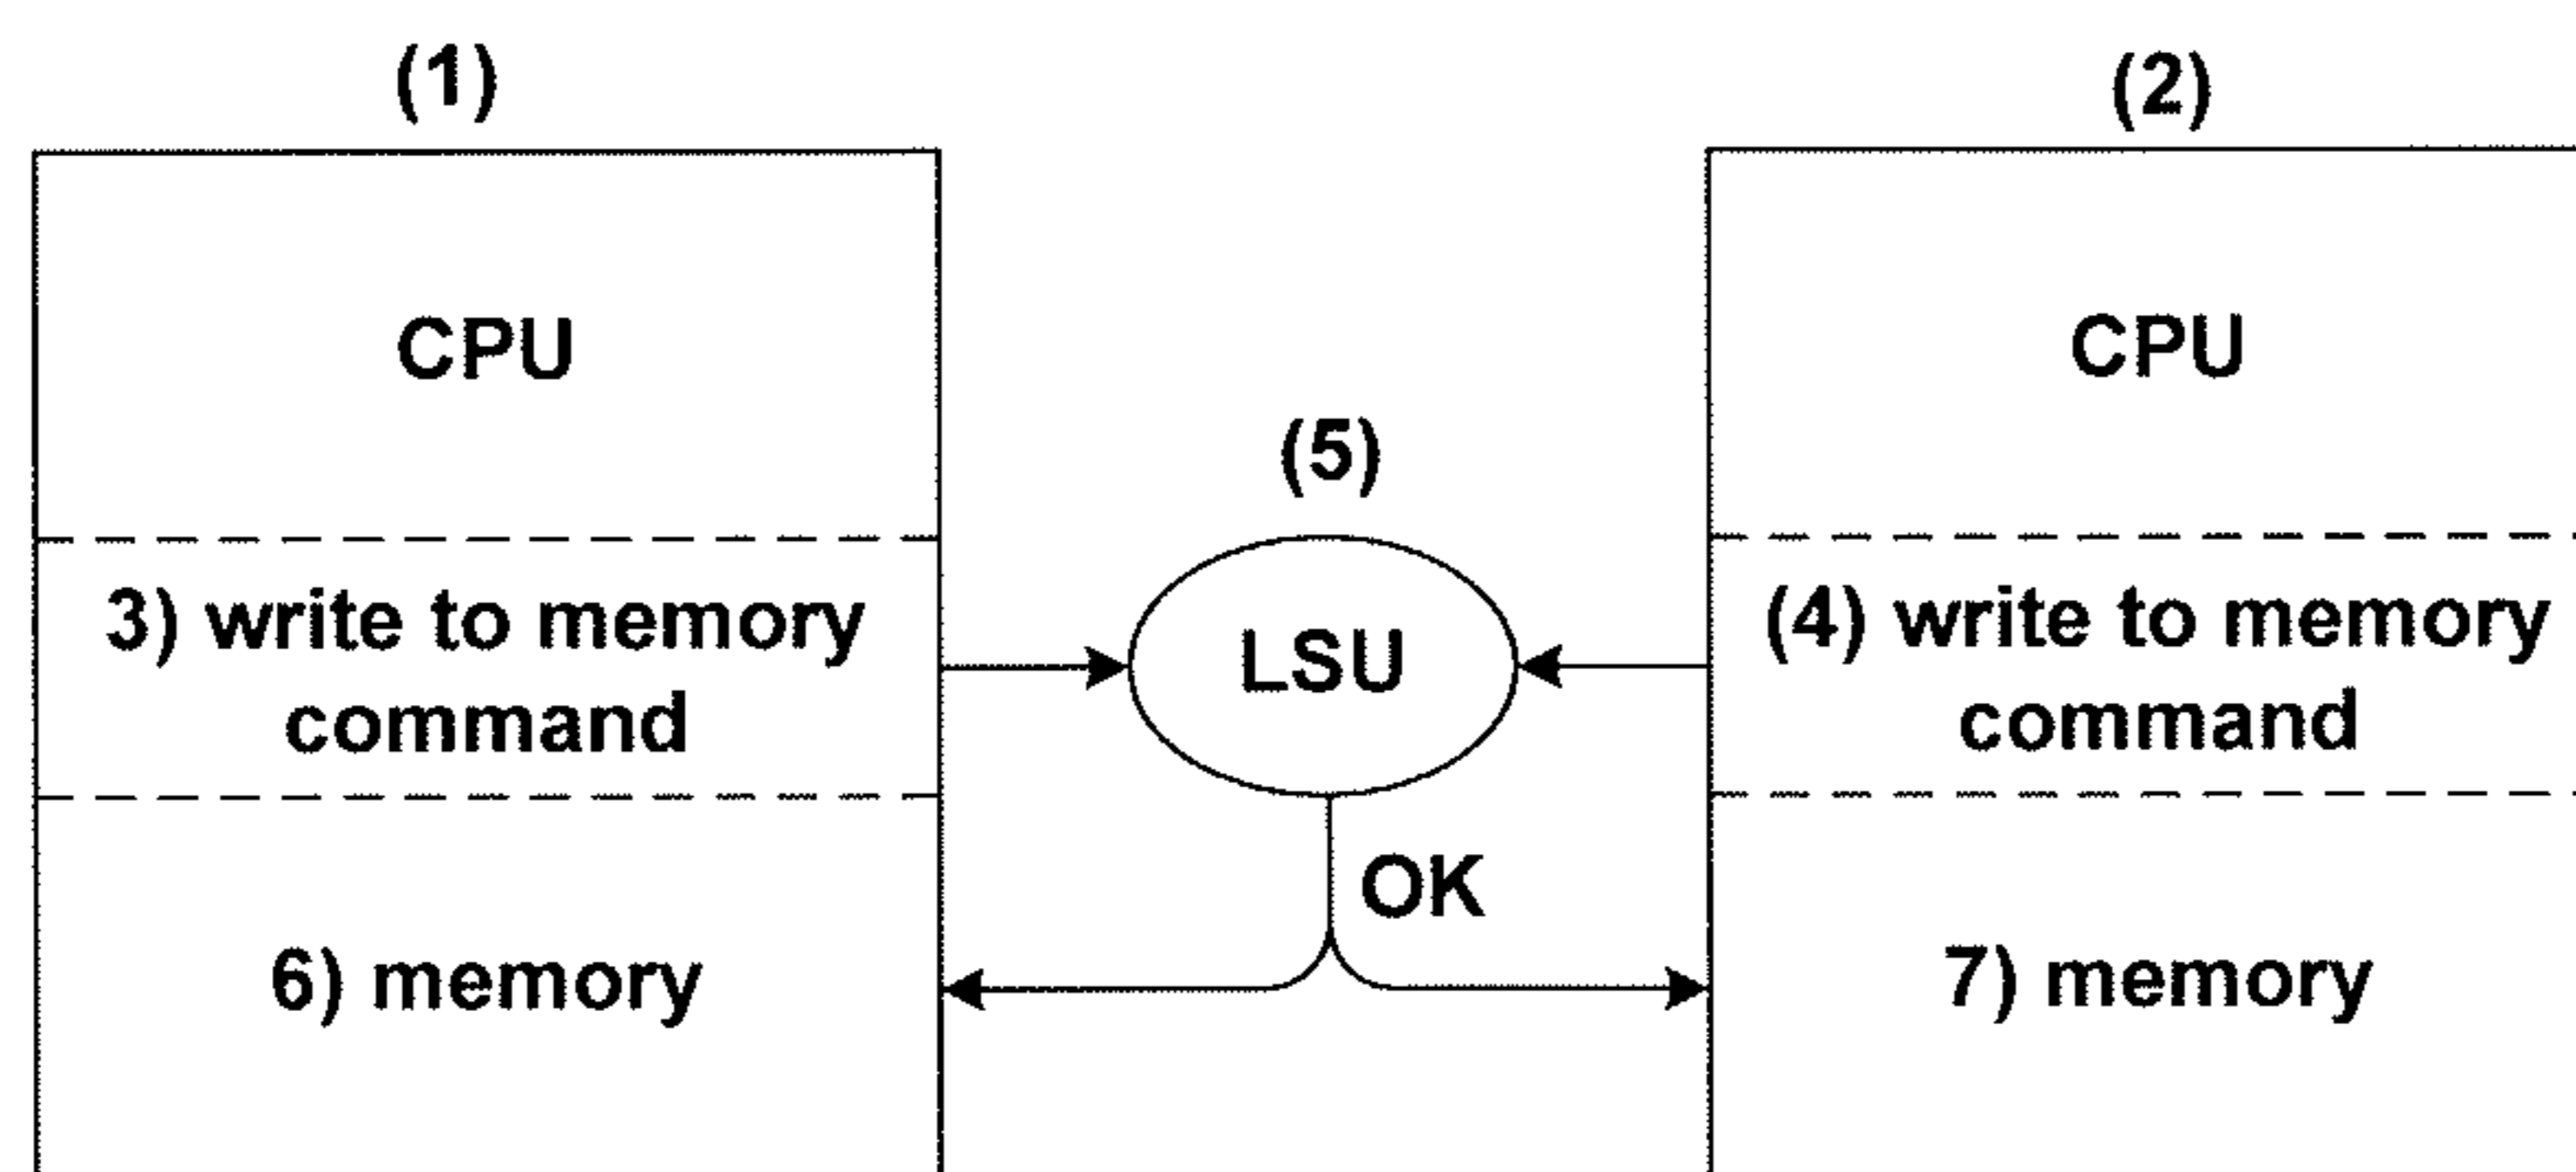 (1)
(2)
CPU
CPU
(5)
3) write to memory
command
LSU
(4) write to memory
command
OK
6) memory
7) memory